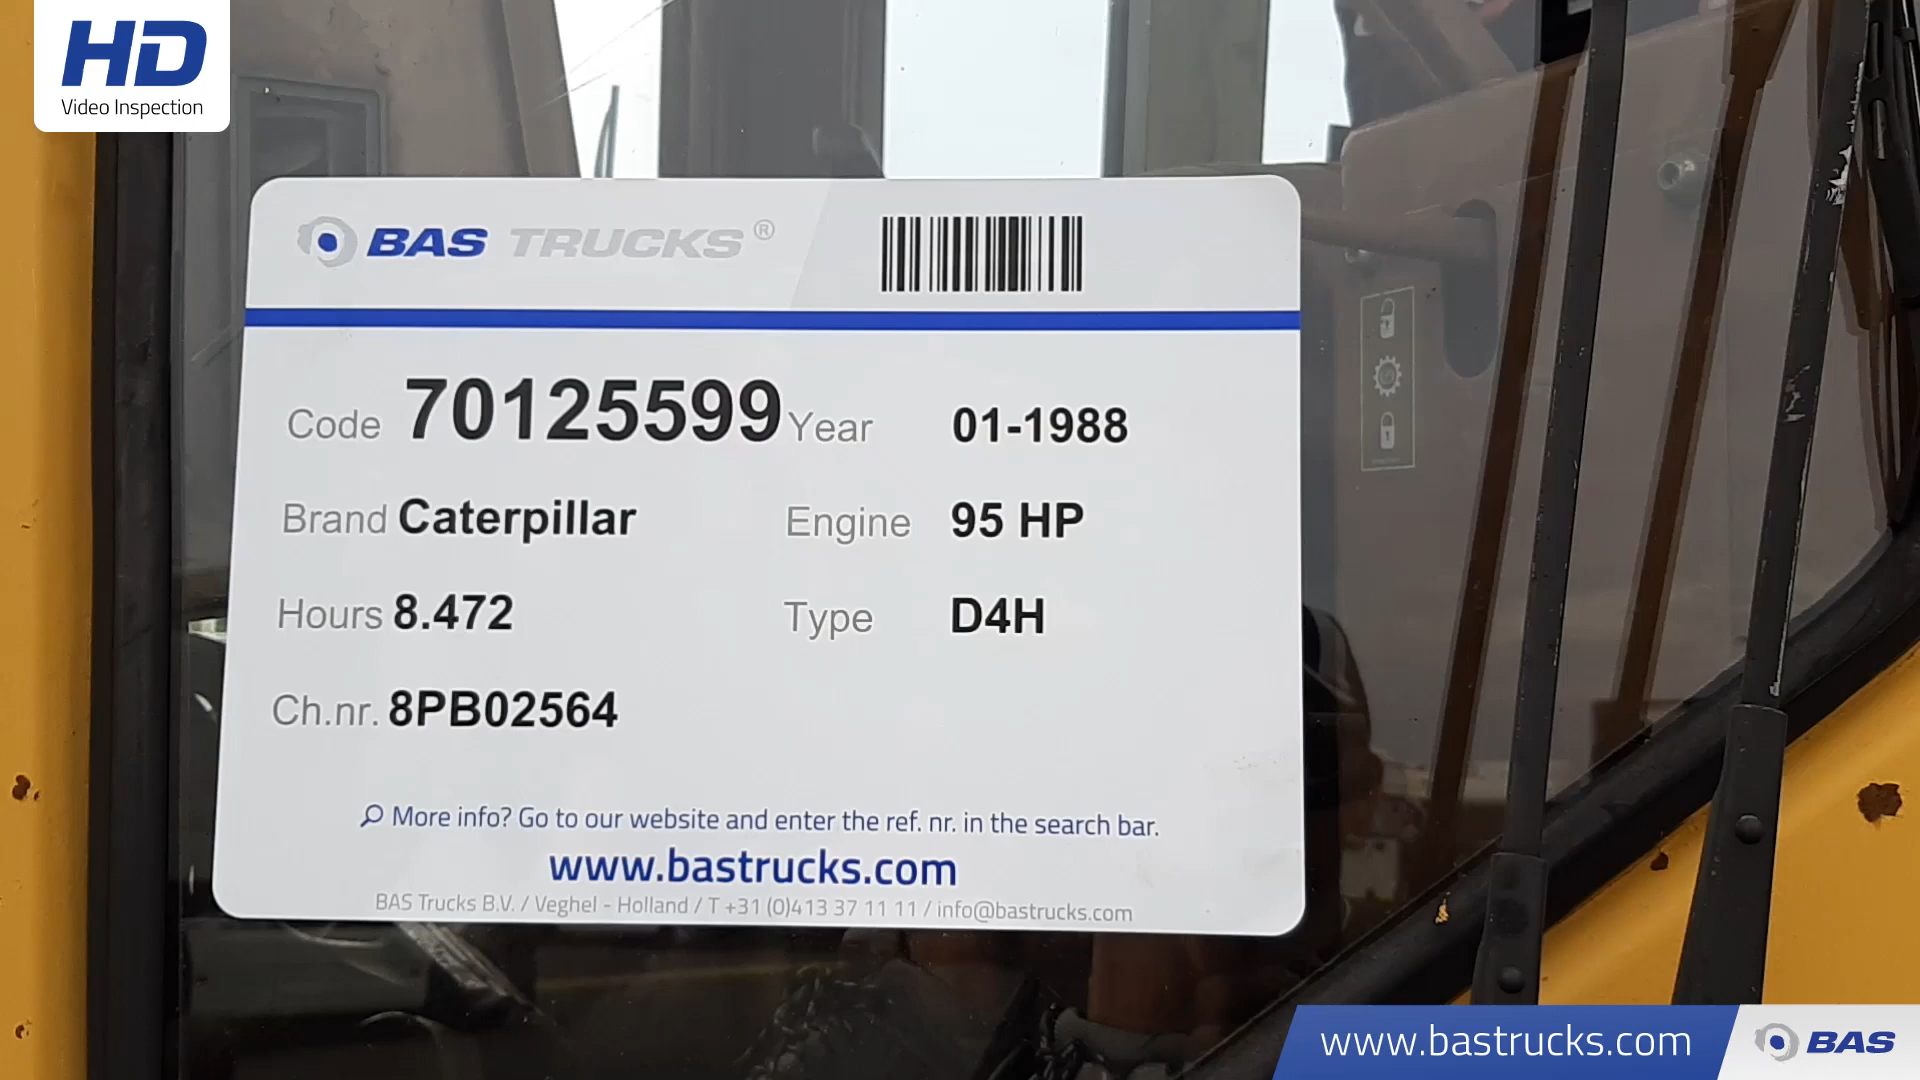 HD
Video Inspection
BAS TRUCKS®
Code 70125599 Year 01-1988
Brand Caterpillar Engine 95 HP
Hours 8.472 Type D4H
Ch.nr. 8PB02564
More info? Go to our website and enter the ref. nr. in the search bar.
www.bastrucks.com
BAS Trucks B.V. / Veghel - Holland / T +31 (0)413 37 11 11 / info@bastrucks.com
www.bastrucks.com BAS